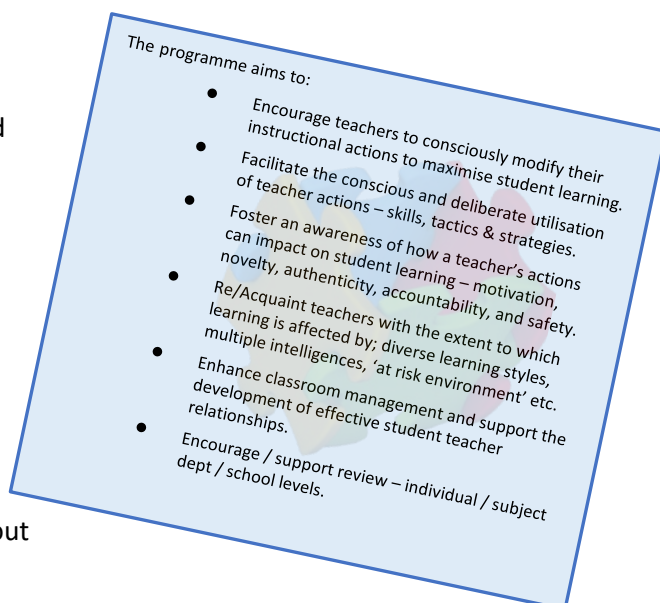 The programme aims to:
● Encourage teachers to consciously modify their
instructional actions to maximise student learning.
● Facilitate the conscious and deliberate utilisation
of teacher actions – skills, tactics & strategies.
● Foster an awareness of how a teacher's actions
can impact on student learning – motivation,
novelty, authenticity, accountability, and safety.
● Re/Acquaint teachers with the extent to which
learning is affected by; diverse learning styles,
multiple intelligences, 'at risk environment' etc.
● Enhance classroom management and support the
development of effective student teacher
relationships.
● Encourage / support review – individual / subject
dept / school levels.